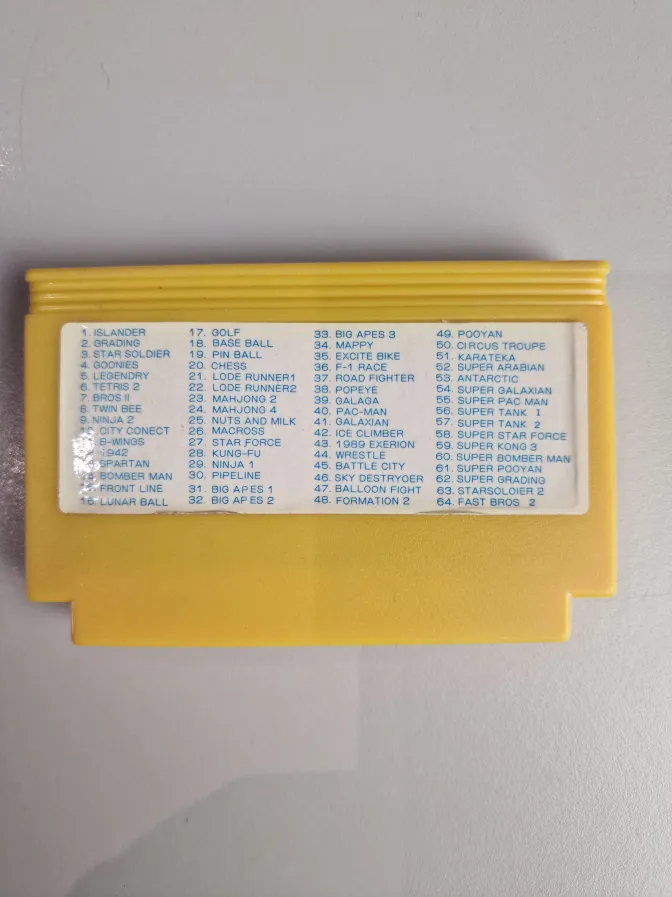 1. ISLANDER
2. GRADING
3. STAR SOLDIER
4. GOONIES
5. LEGENDRY
6. TETRIS 2
7. BROS II
8. TWIN BEE
9. NINJA 2
10. CITY CONECT
B-WINGS
1942
SPARTAN
14. BOMBER MAN
15. FRONT LINE
16. LUNAR BALL
17. GOLF
18. BASE BALL
19. PIN BALL
20. CHESS
21. LODE RUNNER1
22. LODE RUNNER2
23. MAHJONG 2
24. MAHJONG 4
25. NUTS AND MILK
26. MACROSS
27. STAR FORCE
28. KUNG-FU
29. NINJA 1
30. PIPELINE
31. BIG APES 1
32. BIG APES 2
33. BIG APES 3
34. MAPPY
35. EXCITE BIKE
36. F-1 RACE
37. ROAD FIGHTER
38. POPEYE
39. GALAGA
40. PAC-MAN
41. GALAXIAN
42. ICE CLIMBER
43. 1989 EXERION
44. WRESTLE
45. BATTLE CITY
46. SKY DESTRYOER
47. BALLOON FIGHT
48. FORMATION 2
49. POOYAN
50. CIRCUS TROUPE
51. KARATEKA
52. SUPER ARABIAN
53. ANTARCTIC
54. SUPER GALAXIAN
55. SUPER PAC MAN
56. SUPER TANK 1
57. SUPER TANK 2
58. SUPER STAR FORCE
59. SUPER KONG 3
60. SUPER BOMBER MAN
61. SUPER POOYAN
62. SUPER GRADING
63. STARSOLOIER 2
64. FAST BROS 2